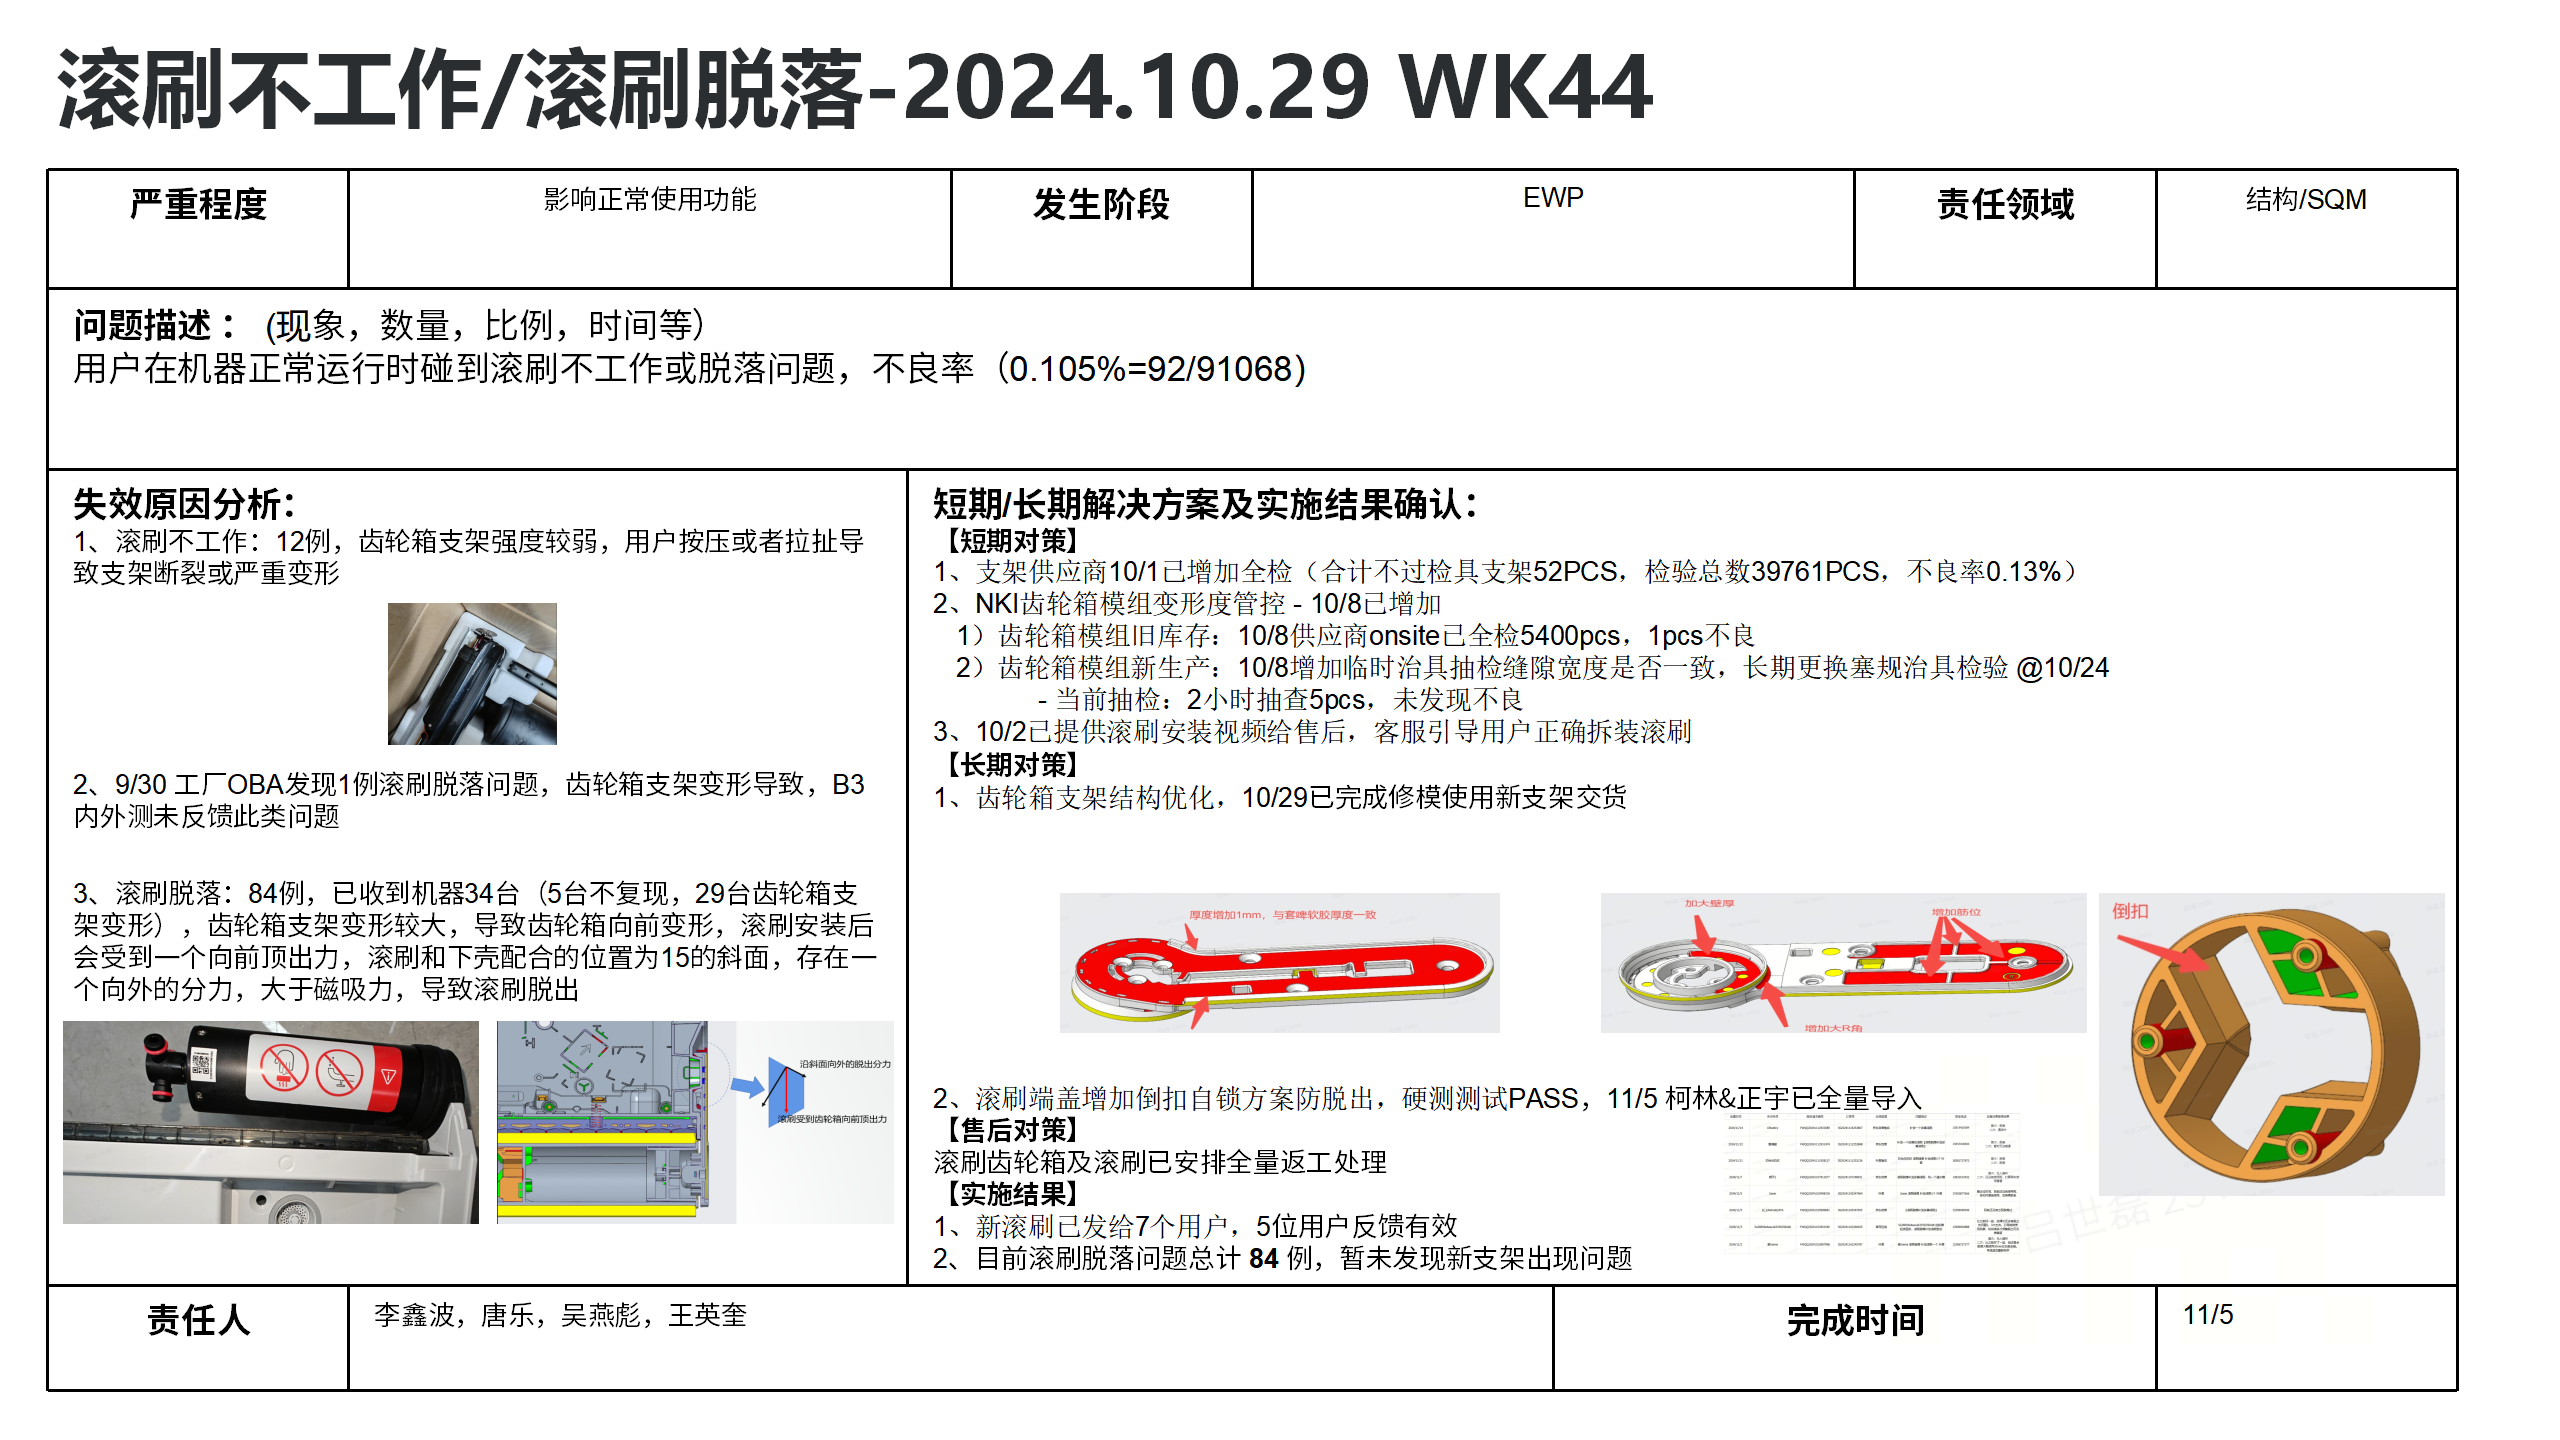 滚刷不工作/滚刷脱落-2024.10.29 WK44
严重程度
影响正常使用功能
发生阶段
EWP
责任领域
结构/SQM
问题描述 ： (现象，数量，比例，时间等）
用户在机器正常运行时碰到滚刷不工作或脱落问题，不良率（0.105%=92/91068)
失效原因分析：
1、滚刷不工作：12例，齿轮箱支架强度较弱，用户按压或者拉扯导
致支架断裂或严重变形
2、9/30 工厂OBA发现1例滚刷脱落问题，齿轮箱支架变形导致，B3
内外测未反馈此类问题
3、滚刷脱落：84例，已收到机器34台（5台不复现，29台齿轮箱支
架变形），齿轮箱支架变形较大，导致齿轮箱向前变形，滚刷安装后
会受到一个向前顶出力，滚刷和下壳配合的位置为15的斜面，存在一
个向外的分力，大于磁吸力，导致滚刷脱出
沿斜面向外的脱出分力
滚刷受到齿轮箱向前顶出力
短期/长期解决方案及实施结果确认：
【短期对策】
1、支架供应商10/1已增加全检（合计不过检具支架52PCS，检验总数39761PCS，不良率0.13%）
2、NKI齿轮箱模组变形度管控 - 10/8已增加
1）齿轮箱模组旧库存：10/8供应商onsite已全检5400pcs，1pcs不良
2）齿轮箱模组新生产：10/8增加临时治具抽检缝隙宽度是否一致，长期更换塞规治具检验 @10/24
- 当前抽检：2小时抽查5pcs，未发现不良
3、10/2已提供滚刷安装视频给售后，客服引导用户正确拆装滚刷
【长期对策】
1、齿轮箱支架结构优化，10/29已完成修模使用新支架交货
厚度增加1mm，与套啤软胶厚度一致
加大壁厚
增加筋位
增加大R角
倒扣
2、滚刷端盖增加倒扣自锁方案防脱出，硬测测试PASS，11/5 柯林&正宇已全量导入
【售后对策】
滚刷齿轮箱及滚刷已安排全量返工处理
【实施结果】
1、新滚刷已发给7个用户，5位用户反馈有效
2、目前滚刷脱落问题总计 84 例，暂未发现新支架出现问题
责任人
李鑫波，唐乐，吴燕彪，王英奎
完成时间
11/5